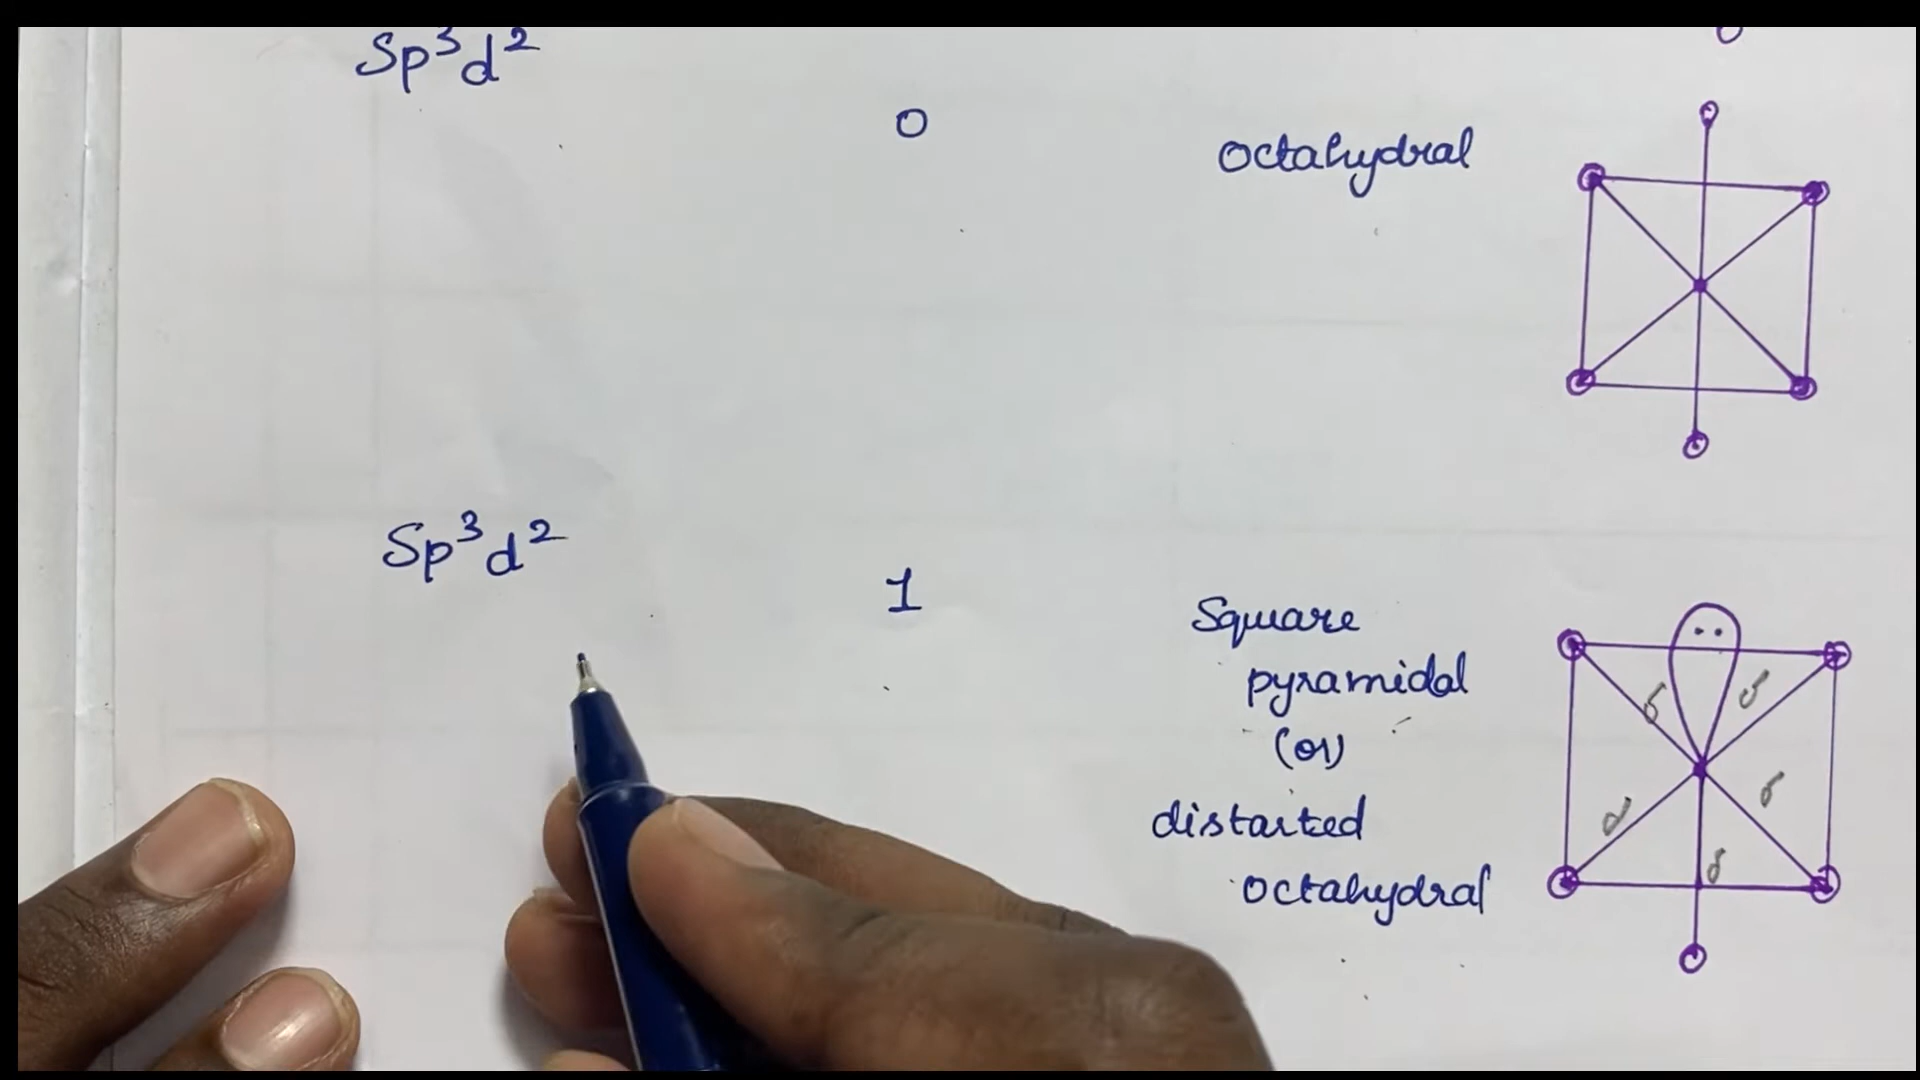 Sp³d²
0
Octahydral
Sp³d²
1
Square
pyramidal
(or)
distarted
octahydral
σ σ
σ σ
σ